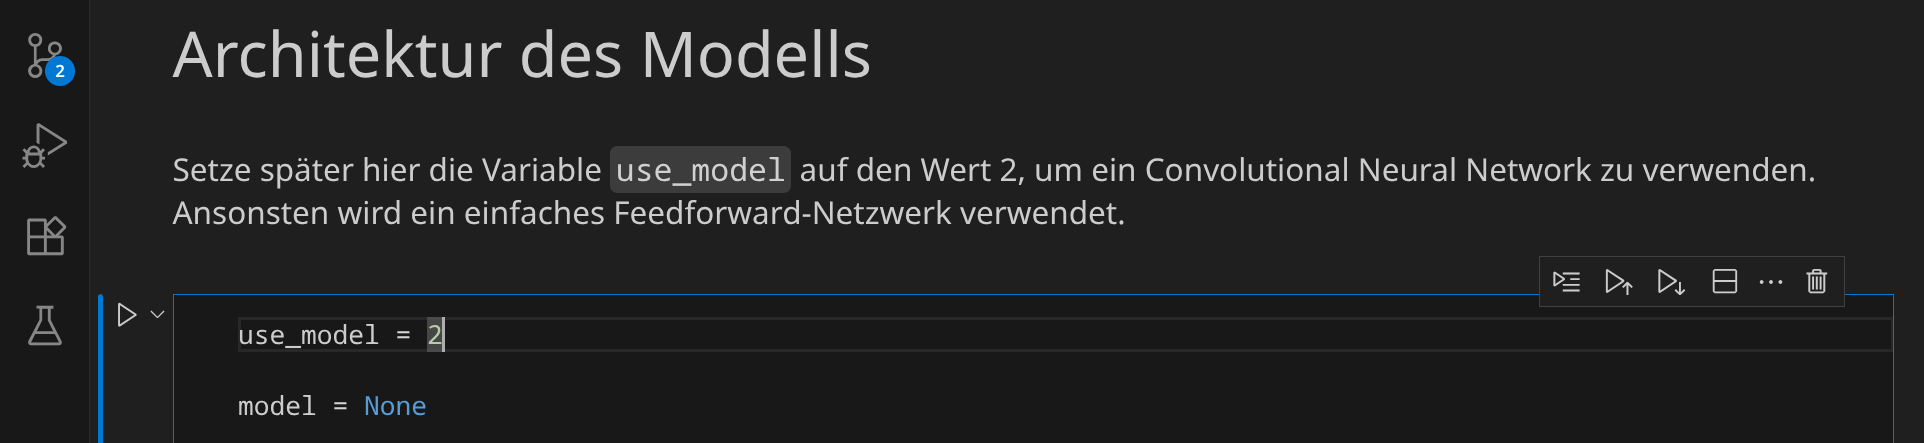 Architektur des Modells
2
Setze später hier die Variable use_model auf den Wert 2, um ein Convolutional Neural Network zu verwenden.
Ansonsten wird ein einfaches Feedforward-Netzwerk verwendet.
use_model = 2
model = None